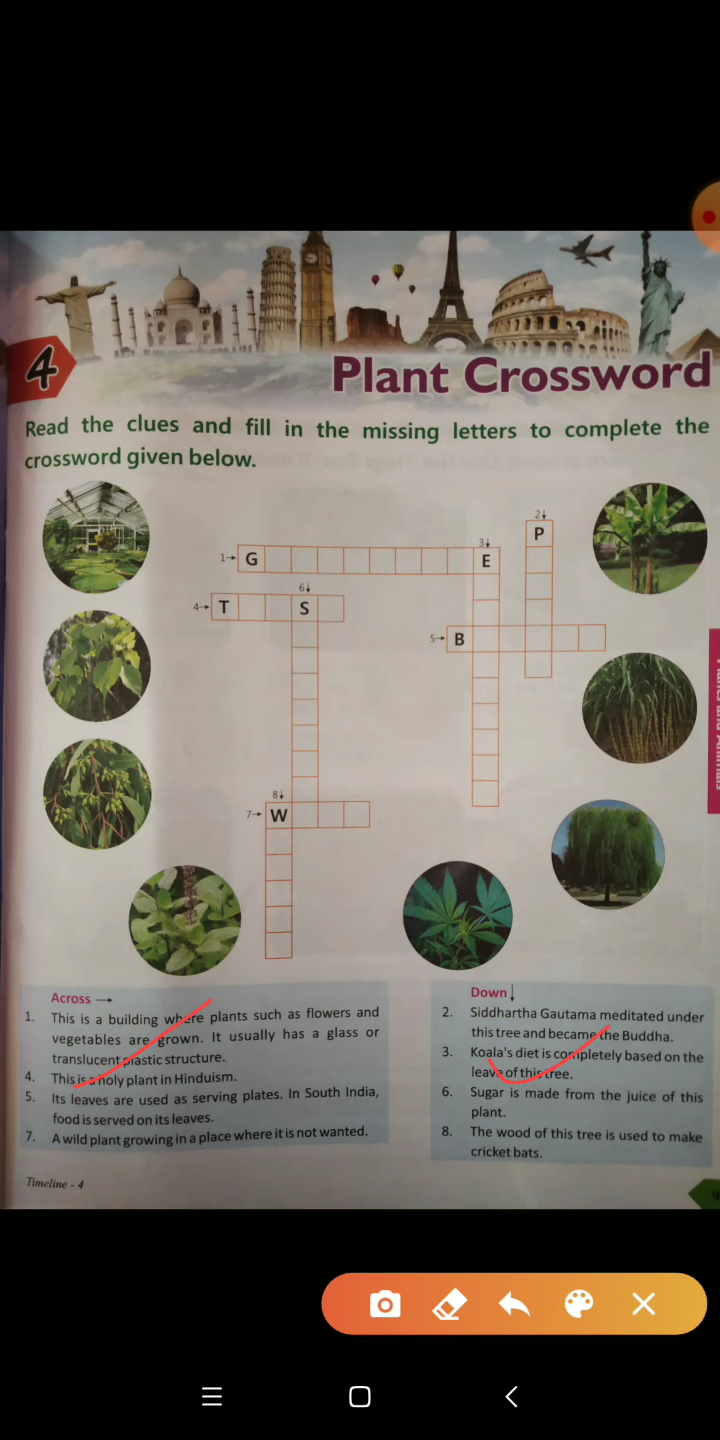 4
Plant Crossword
Read the clues and fill in the missing letters to complete the
crossword given below.
2↓
P
3↓
1→ G E
6↓
4→ T S
5→ B
8↓
7→ W
Across →
1. This is a building where plants such as flowers and
vegetables are grown. It usually has a glass or
translucent plastic structure.
4. This is a holy plant in Hinduism.
5. Its leaves are used as serving plates. In South India,
food is served on its leaves.
7. A wild plant growing in a place where it is not wanted.
Down↓
2. Siddhartha Gautama meditated under
this tree and became the Buddha.
3. Koala's diet is completely based on the
leave of this tree.
6. Sugar is made from the juice of this
plant.
8. The wood of this tree is used to make
cricket bats.
Timeline - 4